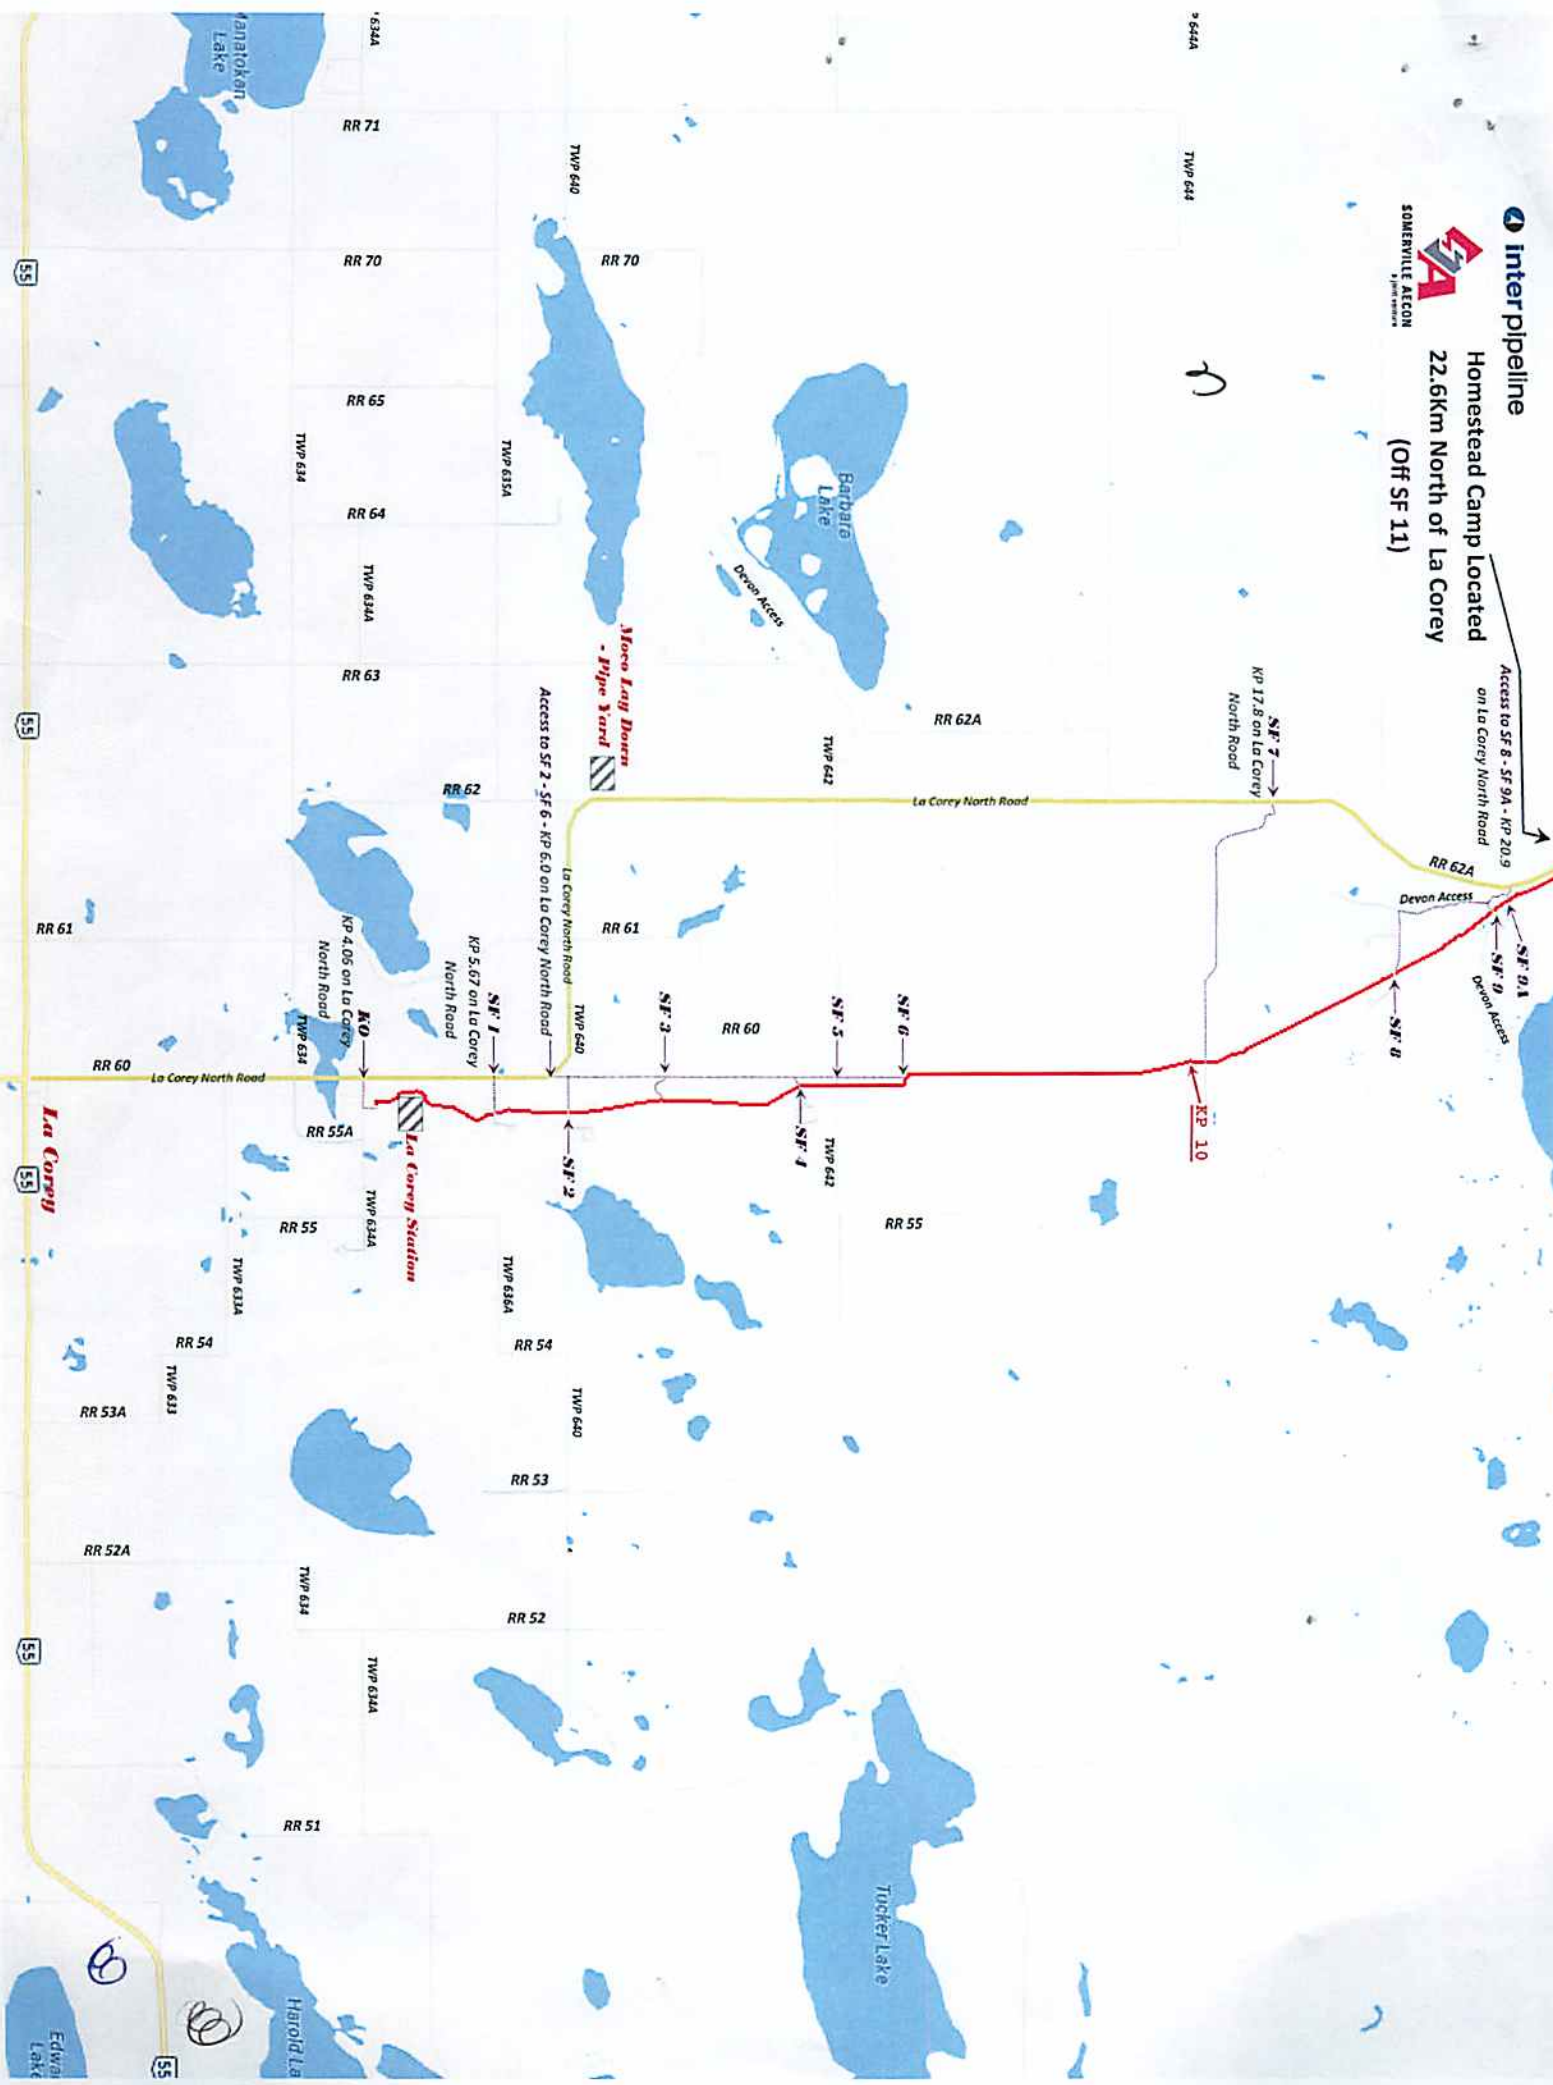 interpipeline
SOMERVILLE AECON
a joint venture
Homestead Camp Located
22.6Km North of La Corey
(Off SF 11)
Access to SF 8 - SF 9A - KP 20.9
on La Corey North Road
RR 62A
Devon Access
SF 9A
SF 9
Devon Access
SF 8
TWP 644
SF 7
KP 17.8 on La Corey
North Road
KP 10
La Corey North Road
RR 62A
Barbara
Lake
Devon Access
TWP 642
SF 6
SF 5
RR 60
SF 3
SF 4
TWP 642
RR 55
Tucker Lake
TWP 640
RR 70
Moco Lay Down
- Pipe Yard
RR 61
La Corey North Road
TWP 640
Access to SF 2 - SF 6 - KP 6.0 on La Corey North Road
SF 2
TWP 640
TWP 635A
RR 62
SF 1
KP 5.67 on La Corey
North Road
TWP 636A
RR 54
RR 53
RR 52
634A
RR 71
RR 70
RR 65
RR 64
TWP 634A
RR 63
KO
KP 4.06 on La Corey
North Road
La Corey Station
RR 55A
TWP 634A
TWP 634A
TWP 634
TWP 634
RR 55
TWP 634
RR 51
Harold La
Manatokan
Lake
TWP 633A
RR 54
TWP 633
La Corey North Road
RR 60
RR 61
RR 53A
RR 52A
La Corey
55
55
55
55
55
Edwa
Lake
644A